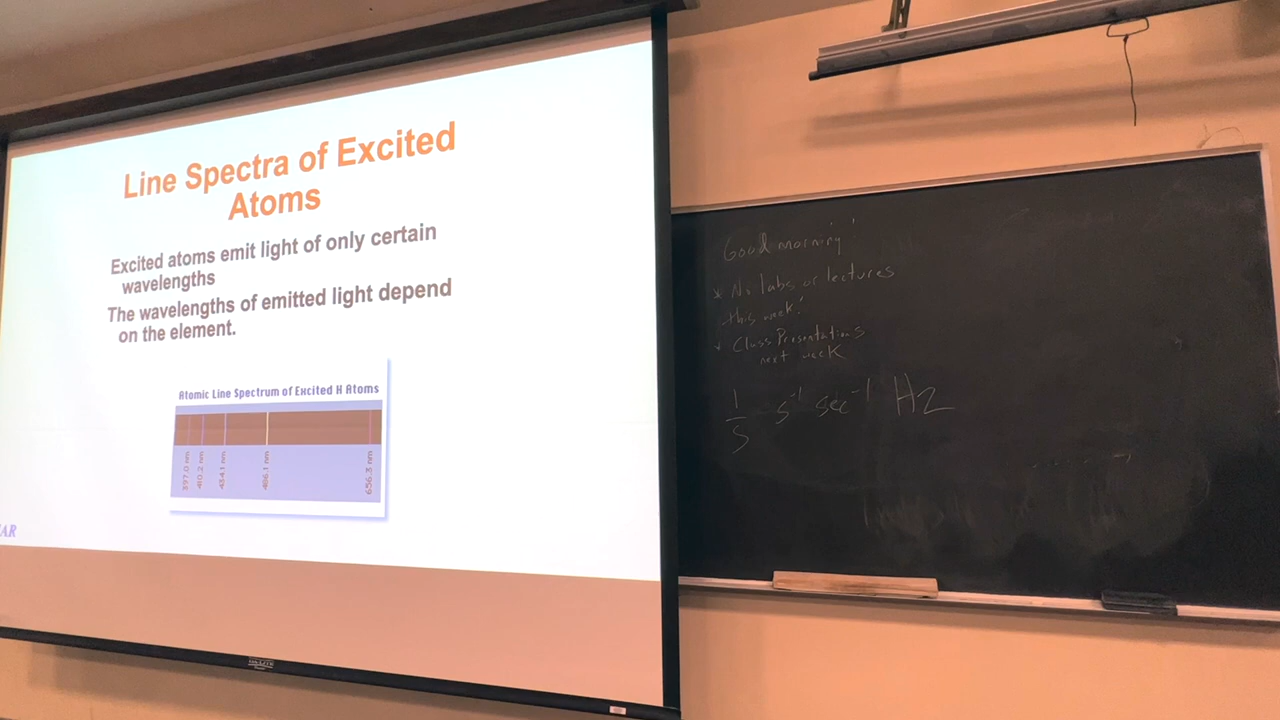 Line Spectra of Excited
Atoms
Excited atoms emit light of only certain
wavelengths
The wavelengths of emitted light depend
on the element.
Atomic Line Spectrum of Excited H Atoms
397.0 nm
410.2 nm
434.1 nm
486.1 nm
656.3 nm
AR
Good morning!
* No labs or lectures
this week!
* Class Presentations
next week
1/s s⁻¹ sec⁻¹ Hz